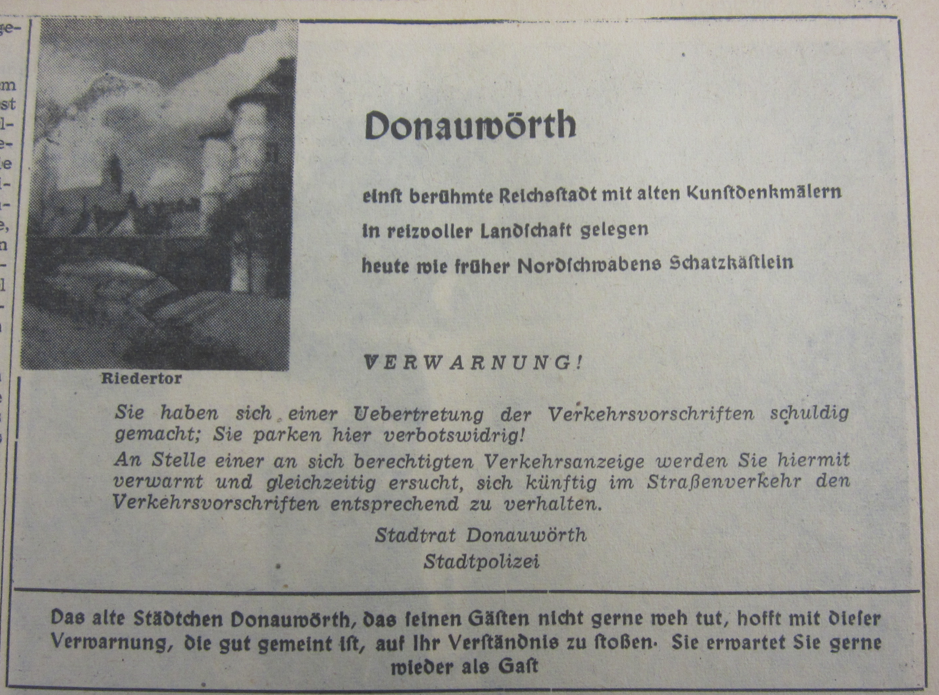 Donauwörth
einſt berühmte Reichsſtadt mit alten Kunſtdenkmälern
in reizvoller Landſchaft gelegen
heute wie früher Nordſchwabens Schatzkäſtlein
VERWARNUNG!
Riedertor
Sie haben sich einer Uebertretung der Verkehrsvorschriften schuldig
gemacht; Sie parken hier verbotswidrig!
An Stelle einer an sich berechtigten Verkehrsanzeige werden Sie hiermit
verwarnt und gleichzeitig ersucht, sich künftig im Straßenverkehr den
Verkehrsvorschriften entsprechend zu verhalten.
Stadtrat Donauwörth
Stadtpolizei
Das alte Städtchen Donauwörth, das ſeinen Gäſten nicht gerne weh tut, hofft mit dieſer
Verwarnung, die gut gemeint iſt, auf Ihr Verſtändnis zu ſtoßen. Sie erwartet Sie gerne
wieder als Gaſt